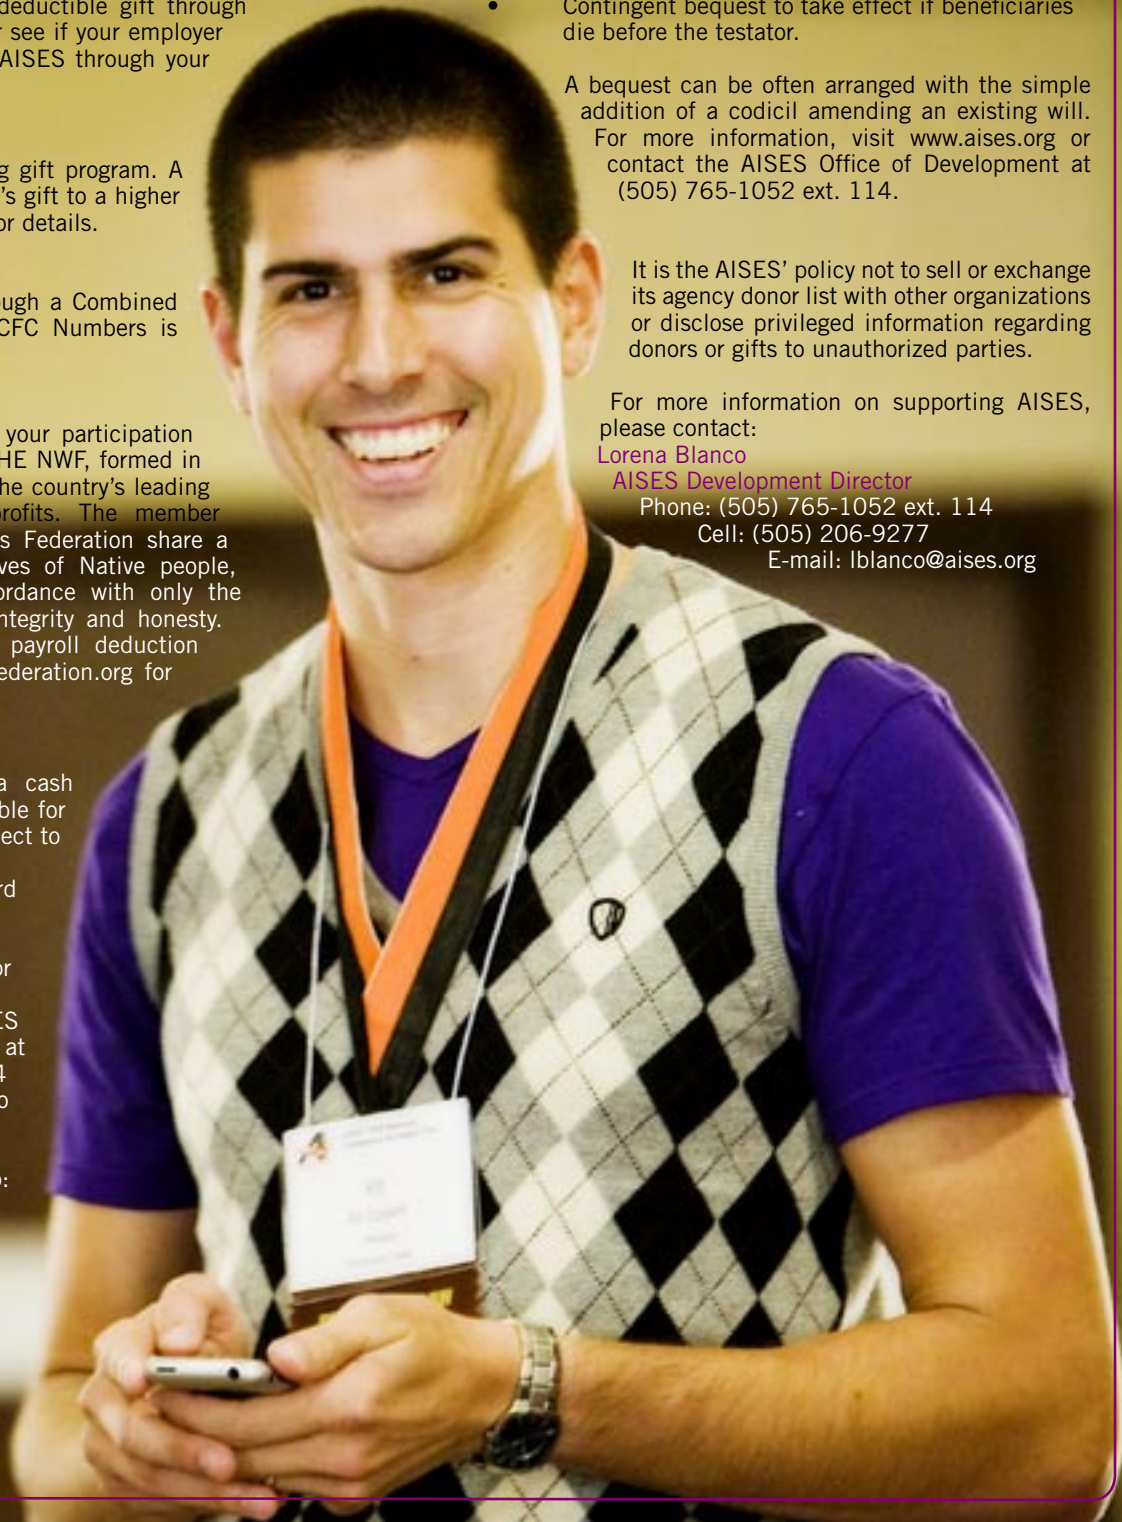 deductible gift through
see if your employer
AISES through your
g gift program. A
's gift to a higher
or details.
ough a Combined
CFC Numbers is
your participation
HE NWF, formed in
he country's leading
profits. The member
s Federation share a
ves of Native people,
ordance with only the
ntegrity and honesty.
payroll deduction
ederation.org for
a cash
ble for
ect to
rd
or
ES
at
4
o
:
• Contingent bequest to take effect if beneficiaries
die before the testator.
A bequest can be often arranged with the simple
addition of a codicil amending an existing will.
For more information, visit www.aises.org or
contact the AISES Office of Development at
(505) 765-1052 ext. 114.
It is the AISES' policy not to sell or exchange
its agency donor list with other organizations
or disclose privileged information regarding
donors or gifts to unauthorized parties.
For more information on supporting AISES,
please contact:
Lorena Blanco
AISES Development Director
Phone: (505) 765-1052 ext. 114
Cell: (505) 206-9277
E-mail: lblanco@aises.org